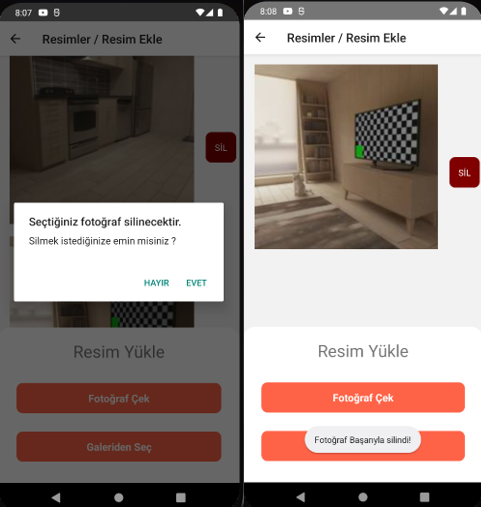 8:07
Resimler / Resim Ekle
SİL
Seçtiğiniz fotoğraf silinecektir.
Silmek istediğinize emin misiniz ?
HAYIR EVET
Resim Yükle
Fotoğraf Çek
Galeriden Seç
8:08
Resimler / Resim Ekle
SİL
Resim Yükle
Fotoğraf Çek
Fotoğraf Başarıyla silindi!